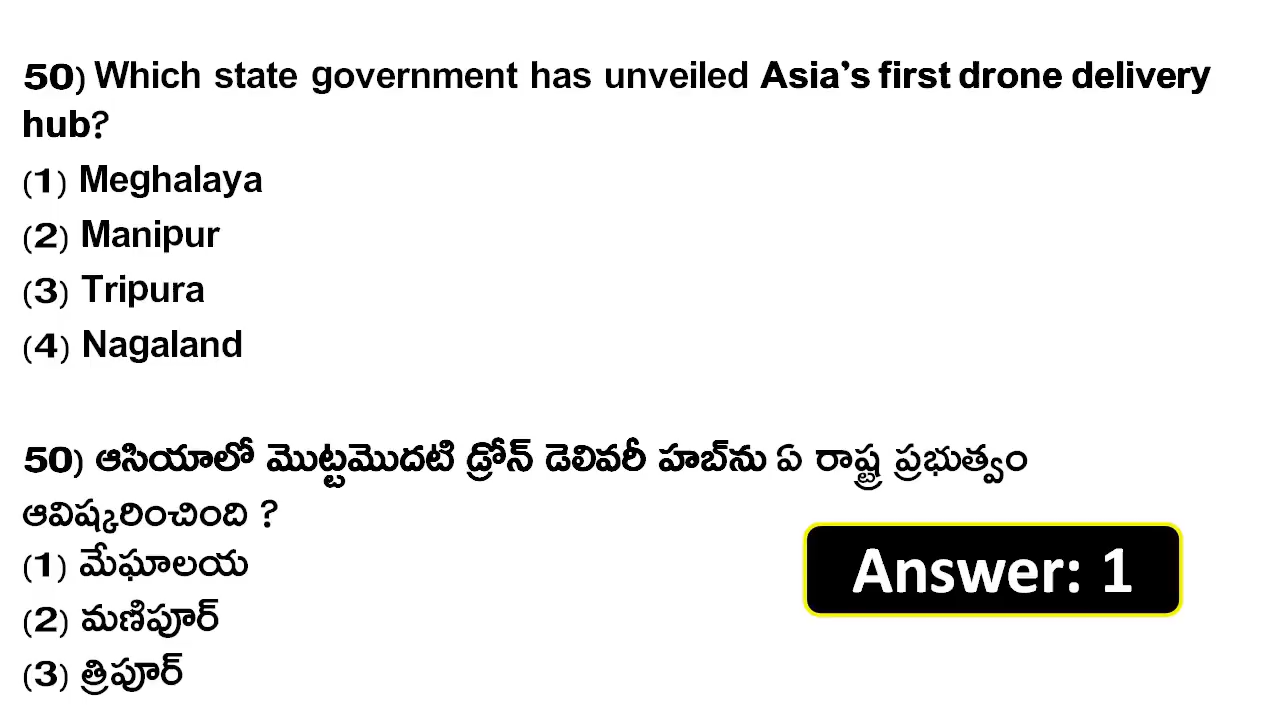 50) Which state government has unveiled Asia’s first drone delivery
hub?
(1) Meghalaya
(2) Manipur
(3) Tripura
(4) Nagaland
50) ఆసియాలో మొట్టమొదటి డ్రోన్ డెలివరీ హబ్‌ను ఏ రాష్ట్ర ప్రభుత్వం
ఆవిష్కరించింది ?
(1) మేఘాలయ
(2) మణిపూర్
(3) త్రిపూర్
Answer: 1